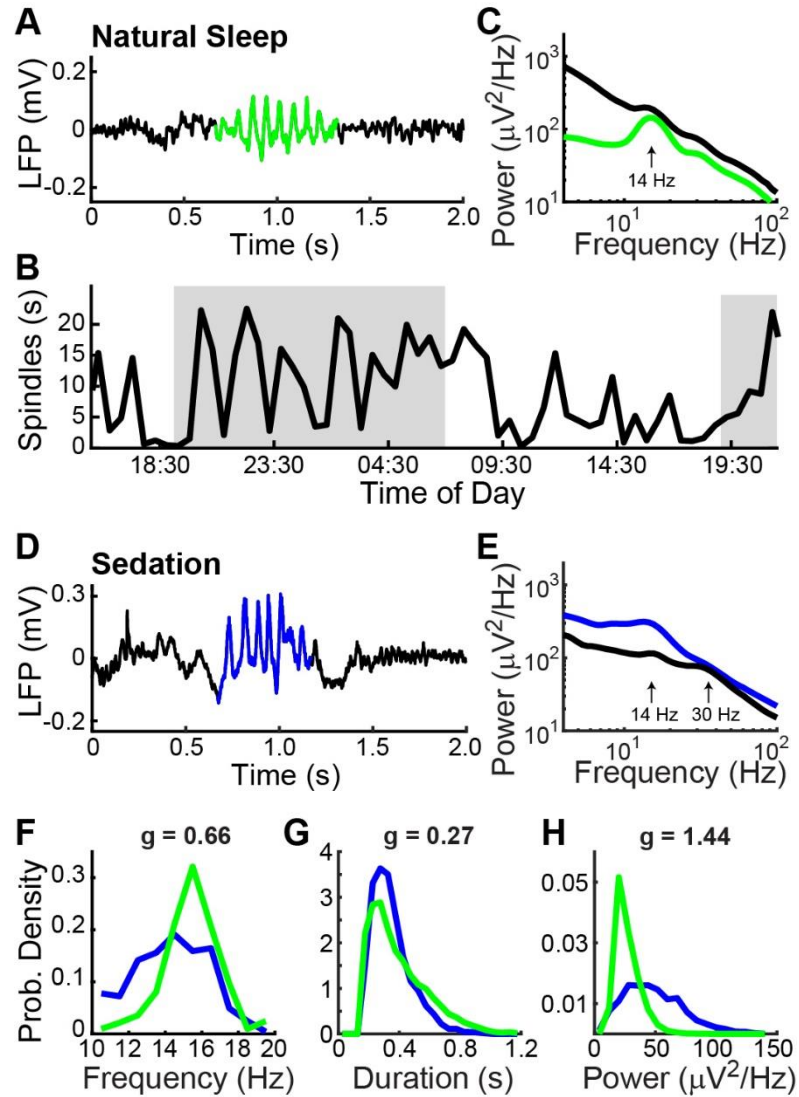 A
Natural Sleep
LFP (mV)
0.2
0
-0.2
0 0.5 1.0 1.5 2.0
Time (s)
C
Power (μV²/Hz)
10³
10²
10¹
14 Hz
10¹ 10²
Frequency (Hz)
B
Spindles (s)
20
15
10
5
0
18:30 23:30 04:30 09:30 14:30 19:30
Time of Day
D
Sedation
LFP (mV)
0.3
0
-0.2
0 0.5 1.0 1.5 2.0
Time (s)
E
Power (μV²/Hz)
10³
10²
10¹
14 Hz 30 Hz
10¹ 10²
Frequency (Hz)
F
g = 0.66
Prob. Density
0.3
0.2
0.1
0
10 12 14 16 18 20
Frequency (Hz)
G
g = 0.27
4
3
2
1
0
0 0.4 0.8 1.2
Duration (s)
H
g = 1.44
0.05
0.03
0.01
0 50 100 150
Power (μV²/Hz)